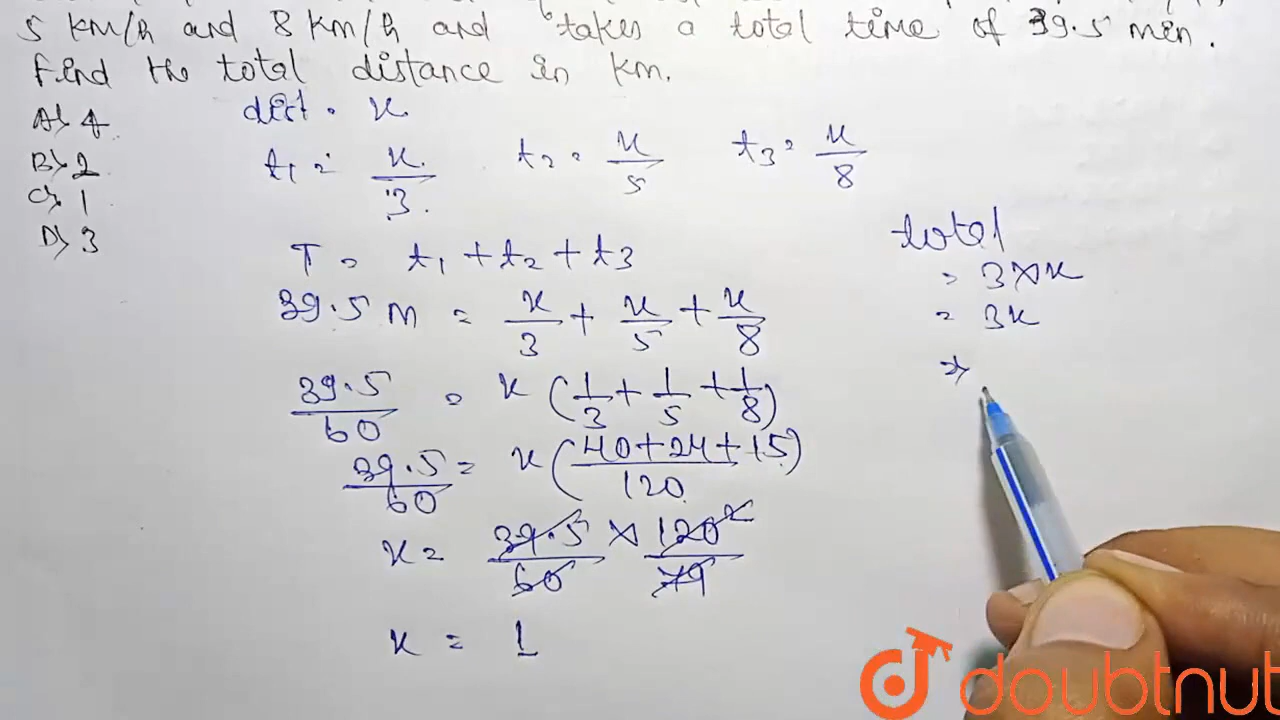 5 km/h and 8 km/h and takes a total time of 39.5 min.
find the total distance in km.
A> 4
B> 2
C> 1
D> 3
dist = x
t1 = x/3 t2 = x/5 t3 = x/8
T = t1 + t2 + t3
39.5 M = x/3 + x/5 + x/8
39.5/60 = x (1/3 + 1/5 + 1/8)
39.5/60 = x (40+24+15)/120
x = 39.5/60 × 120/79 2
x = 1
total
= 3×x
= 3x
⇒
doubtnut